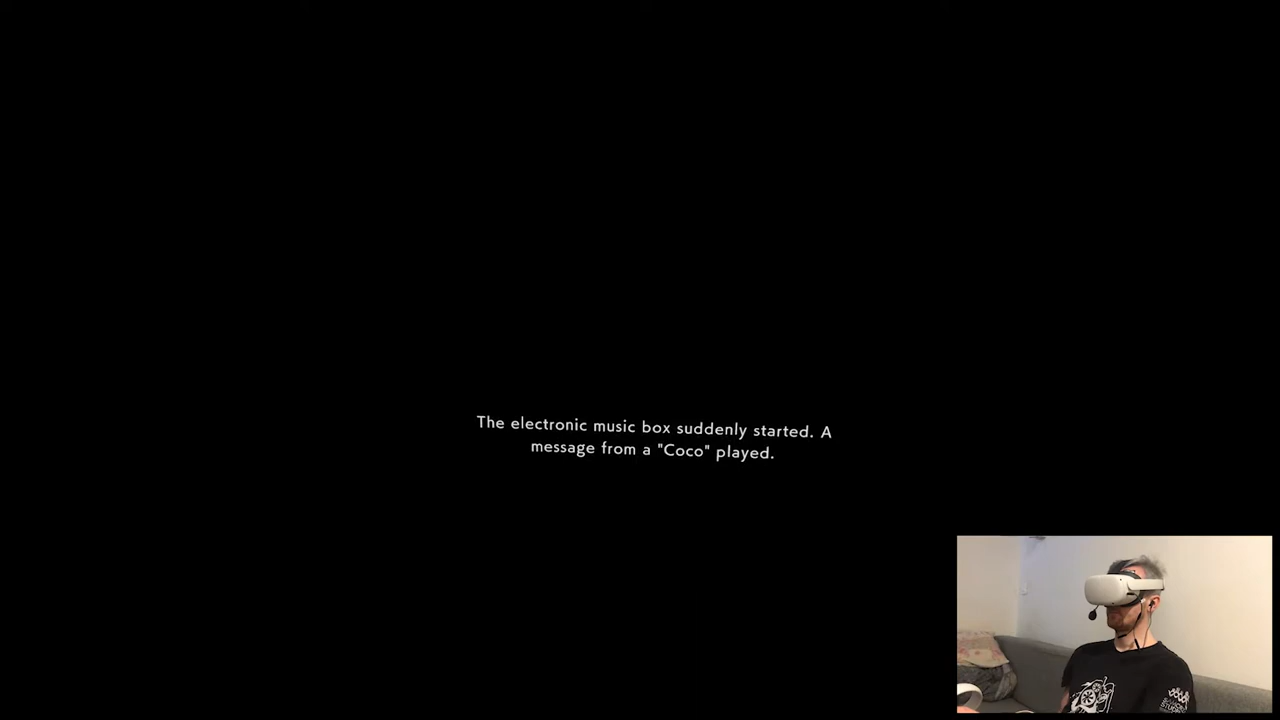 The electronic music box suddenly started. A
message from a "Coco" played.